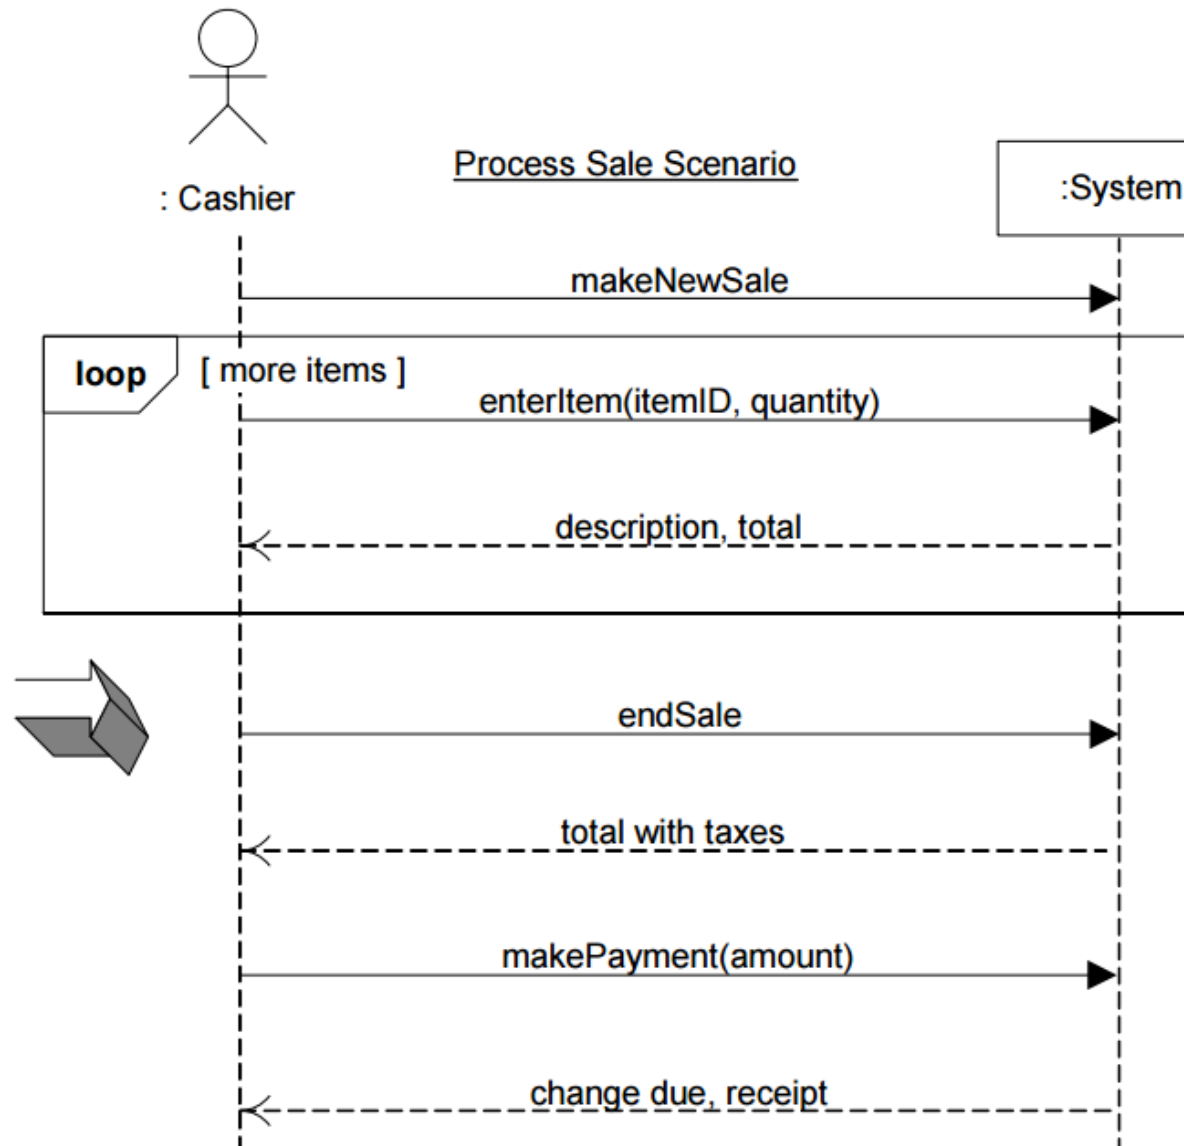 Process Sale Scenario
: Cashier
:System
makeNewSale
loop
[ more items ]
enterItem(itemID, quantity)
description, total
endSale
total with taxes
makePayment(amount)
change due, receipt